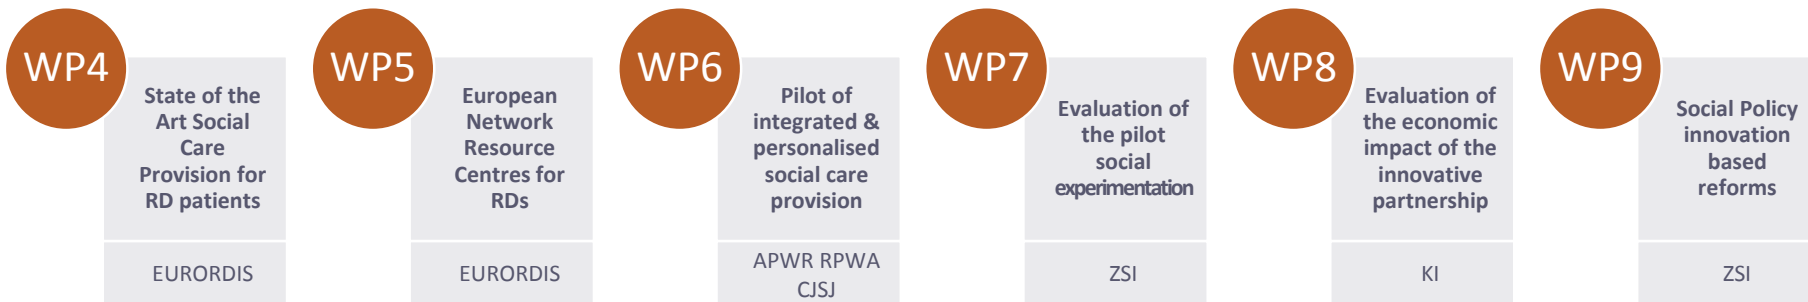 WP4
State of the
Art Social
Care
Provision for
RD patients
EURORDIS
WP5
European
Network
Resource
Centres for
RDs
EURORDIS
WP6
Pilot of
integrated &
personalised
social care
provision
APWR RPWA
CJSJ
WP7
Evaluation of
the pilot
social
experimentation
ZSI
WP8
Evaluation of
the economic
impact of the
innovative
partnership
KI
WP9
Social Policy
innovation
based
reforms
ZSI